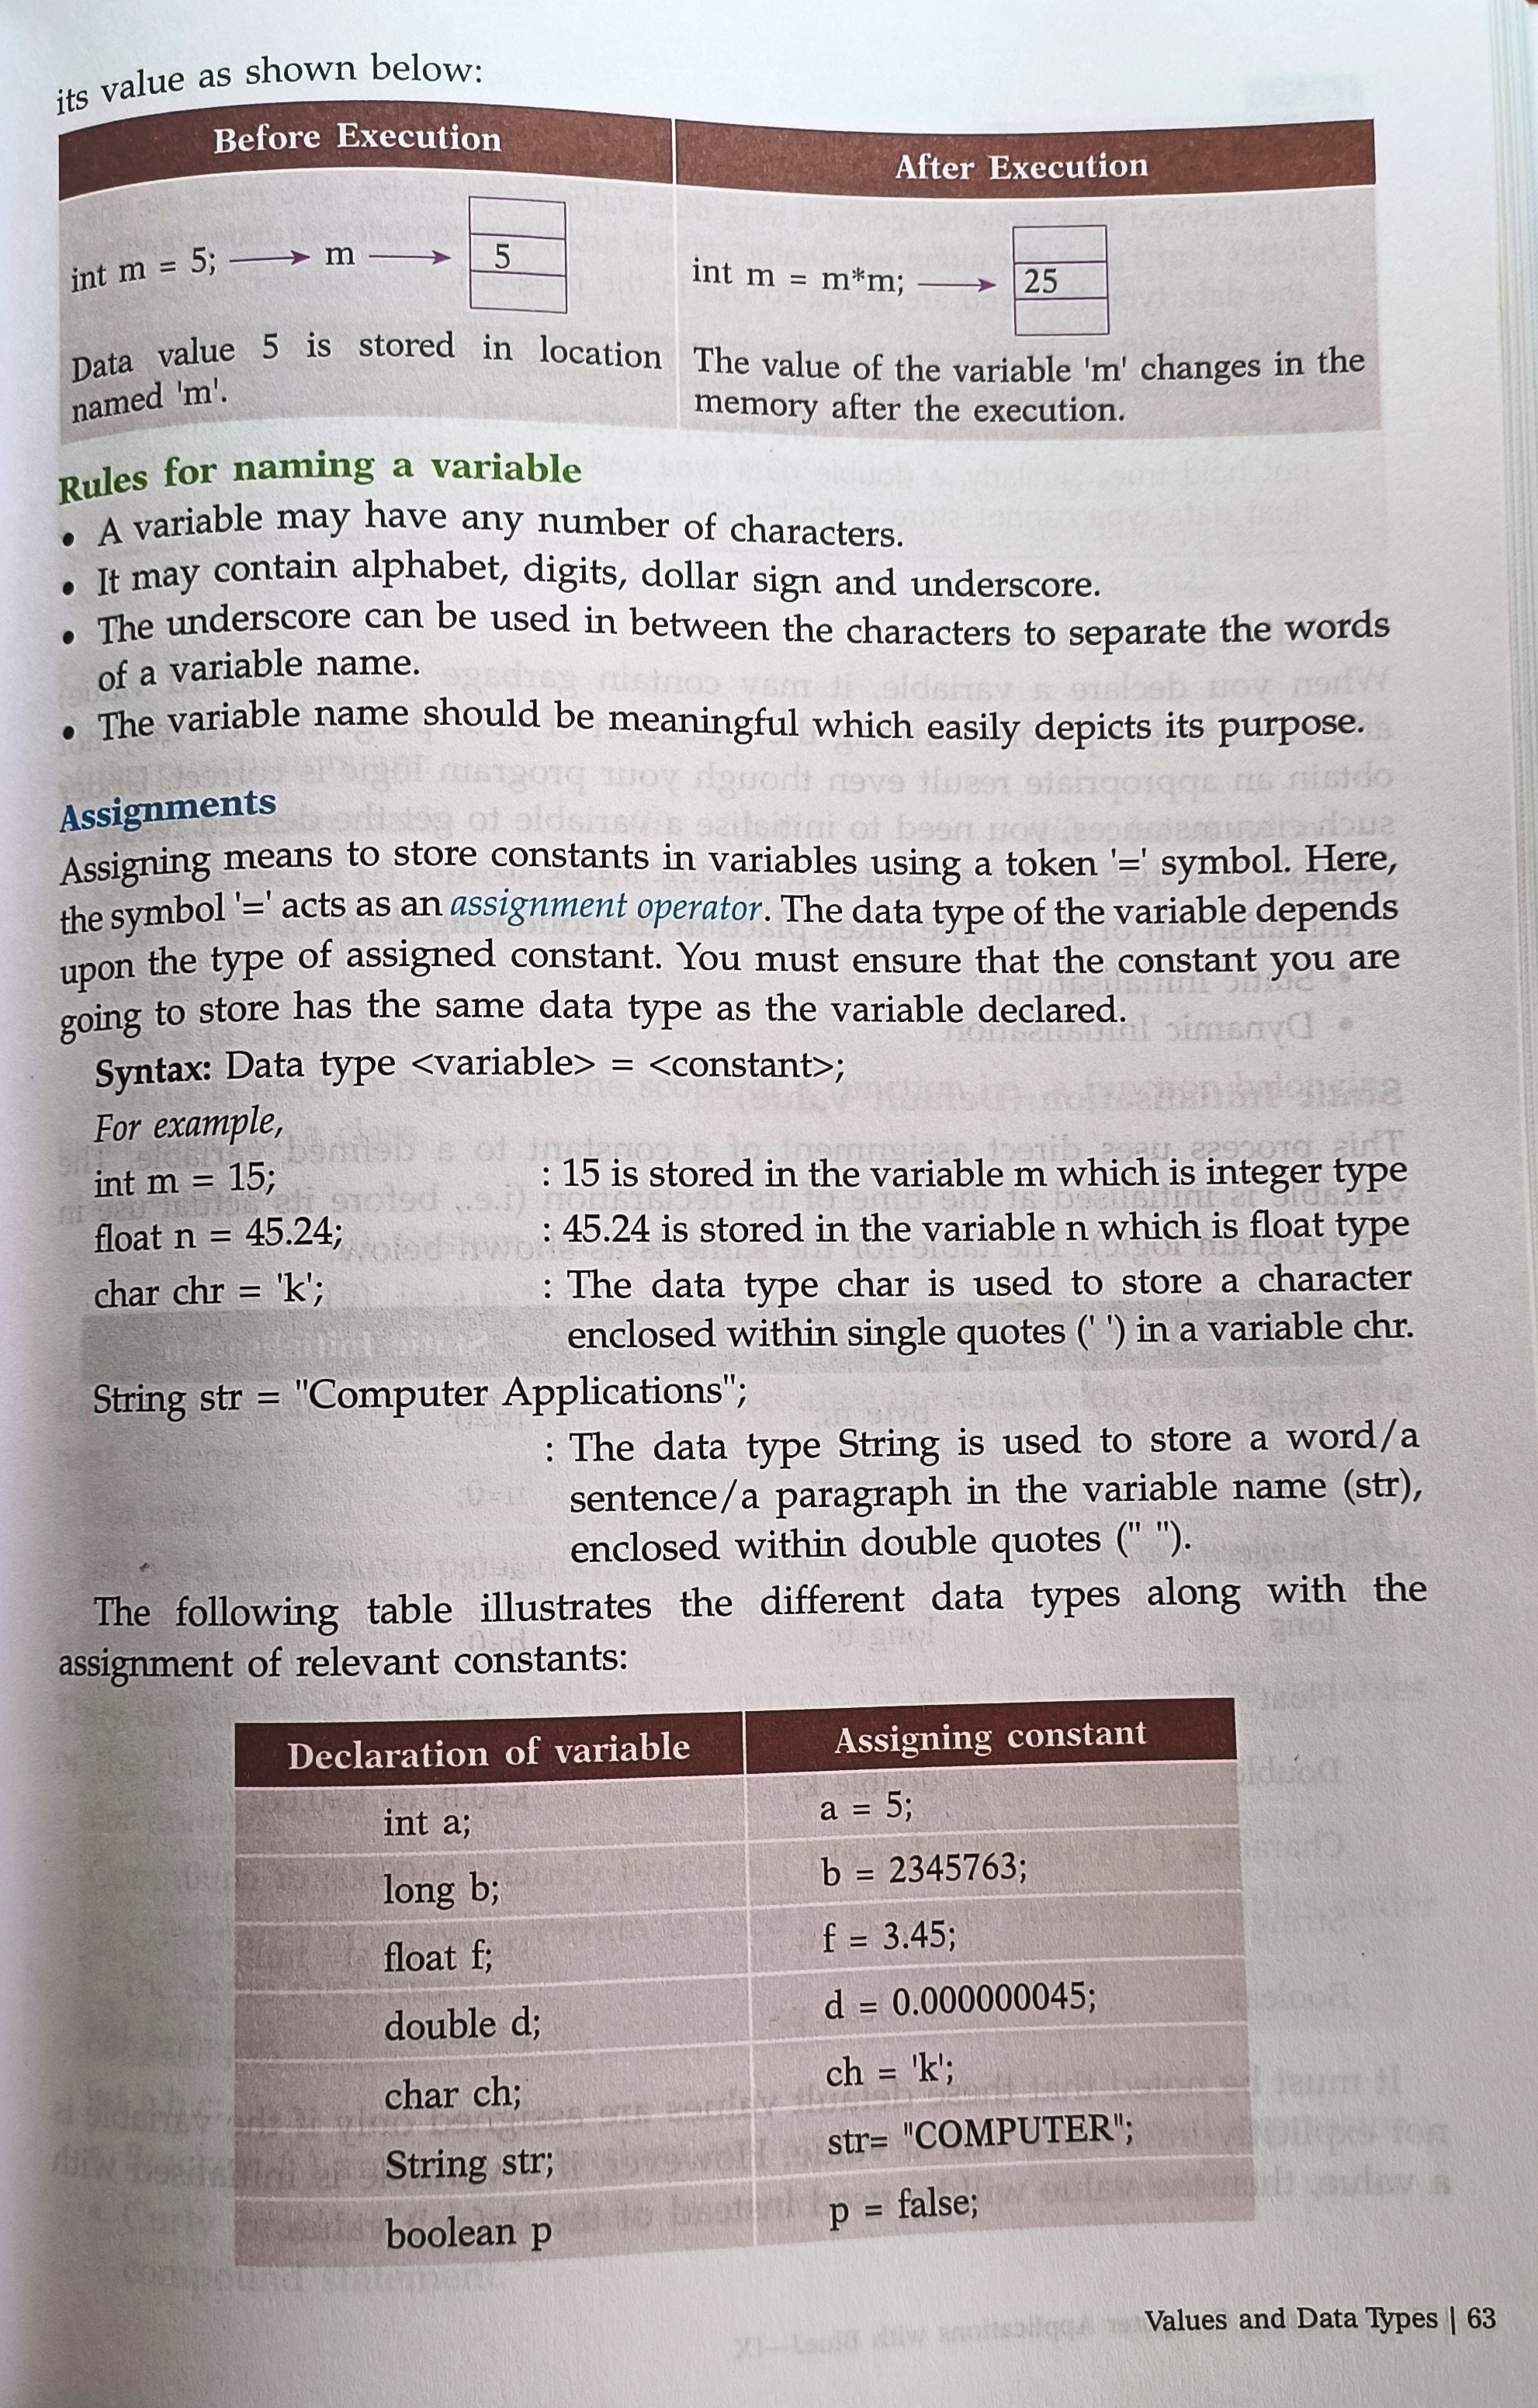 its value as shown below:
Before Execution
After Execution
int m = 5; m 5
int m = m*m; 25
Data value 5 is stored in location
named 'm'.
The value of the variable 'm' changes in the
memory after the execution.
Rules for naming a variable
• A variable may have any number of characters.
• It may contain alphabet, digits, dollar sign and underscore.
• The underscore can be used in between the characters to separate the words
of a variable name.
• The variable name should be meaningful which easily depicts its purpose.
Assignments
Assigning means to store constants in variables using a token '=' symbol. Here,
the symbol '=' acts as an assignment operator. The data type of the variable depends
upon the type of assigned constant. You must ensure that the constant you are
going to store has the same data type as the variable declared.
Syntax: Data type <variable> = <constant>;
For example,
int m = 15; : 15 is stored in the variable m which is integer type
float n = 45.24; : 45.24 is stored in the variable n which is float type
char chr = 'k'; : The data type char is used to store a character
enclosed within single quotes (' ') in a variable chr.
String str = "Computer Applications";
: The data type String is used to store a word/a
sentence/a paragraph in the variable name (str),
enclosed within double quotes (" ").
The following table illustrates the different data types along with the
assignment of relevant constants:
Declaration of variable Assigning constant
int a; a = 5;
long b; b = 2345763;
float f; f = 3.45;
double d; d = 0.000000045;
char ch; ch = 'k';
String str; str= "COMPUTER";
boolean p p = false;
Values and Data Types | 63